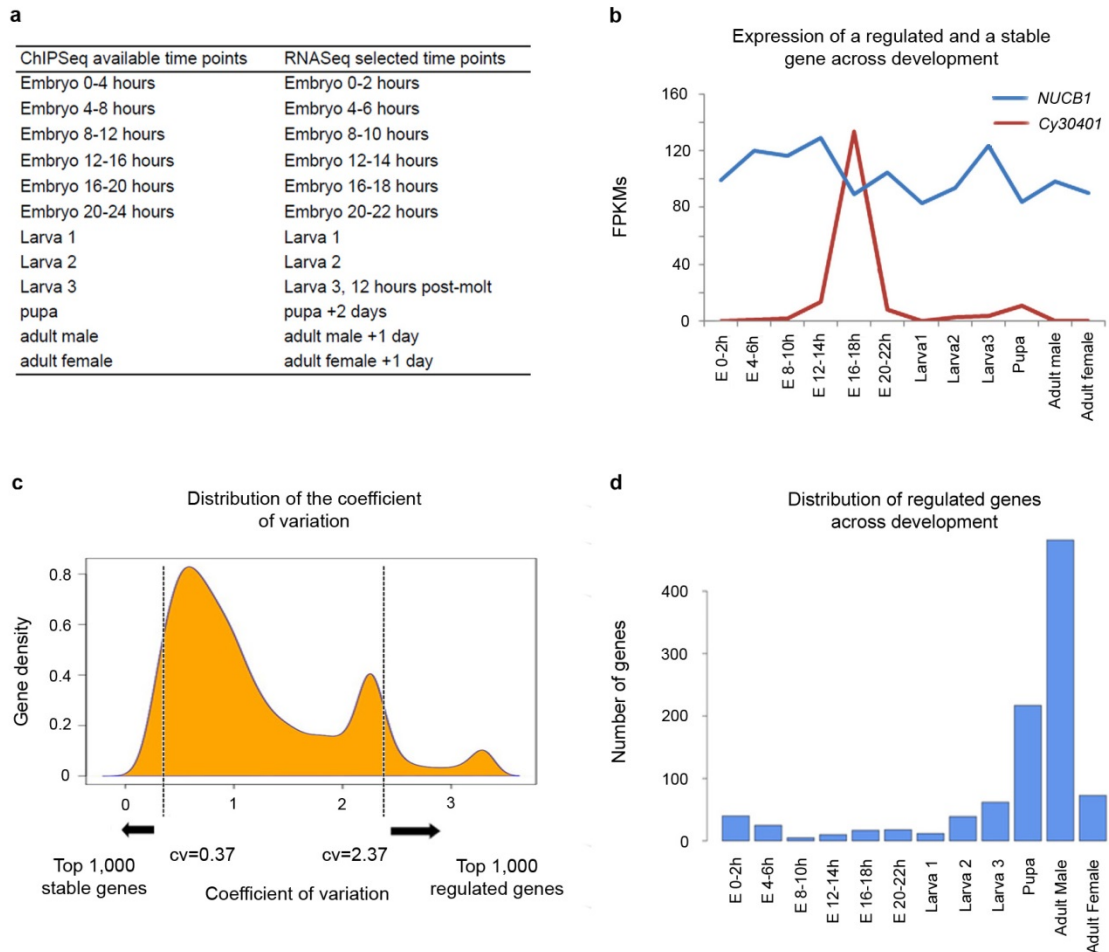 a
ChIPSeq available time points RNASeq selected time points
Embryo 0-4 hours Embryo 0-2 hours
Embryo 4-8 hours Embryo 4-6 hours
Embryo 8-12 hours Embryo 8-10 hours
Embryo 12-16 hours Embryo 12-14 hours
Embryo 16-20 hours Embryo 16-18 hours
Embryo 20-24 hours Embryo 20-22 hours
Larva 1 Larva 1
Larva 2 Larva 2
Larva 3 Larva 3, 12 hours post-molt
pupa pupa +2 days
adult male adult male +1 day
adult female adult female +1 day
b
Expression of a regulated and a stable
gene across development
FPKMs
160
120
80
40
0
NUCB1
Cy30401
E 0-2h
E 4-6h
E 8-10h
E 12-14h
E 16-18h
E 20-22h
Larva1
Larva2
Larva3
Pupa
Adult male
Adult female
c
Distribution of the coefficient
of variation
Gene density
0.8
0.6
0.4
0.2
0
0 1 2 3
cv=0.37 cv=2.37
Top 1,000
stable genes
Top 1,000
regulated genes
Coefficient of variation
d
Distribution of regulated genes
across development
Number of genes
400
300
200
100
0
E 0-2h
E 4-6h
E 8-10h
E 12-14h
E 16-18h
E 20-22h
Larva 1
Larva 2
Larva 3
Pupa
Adult Male
Adult Female